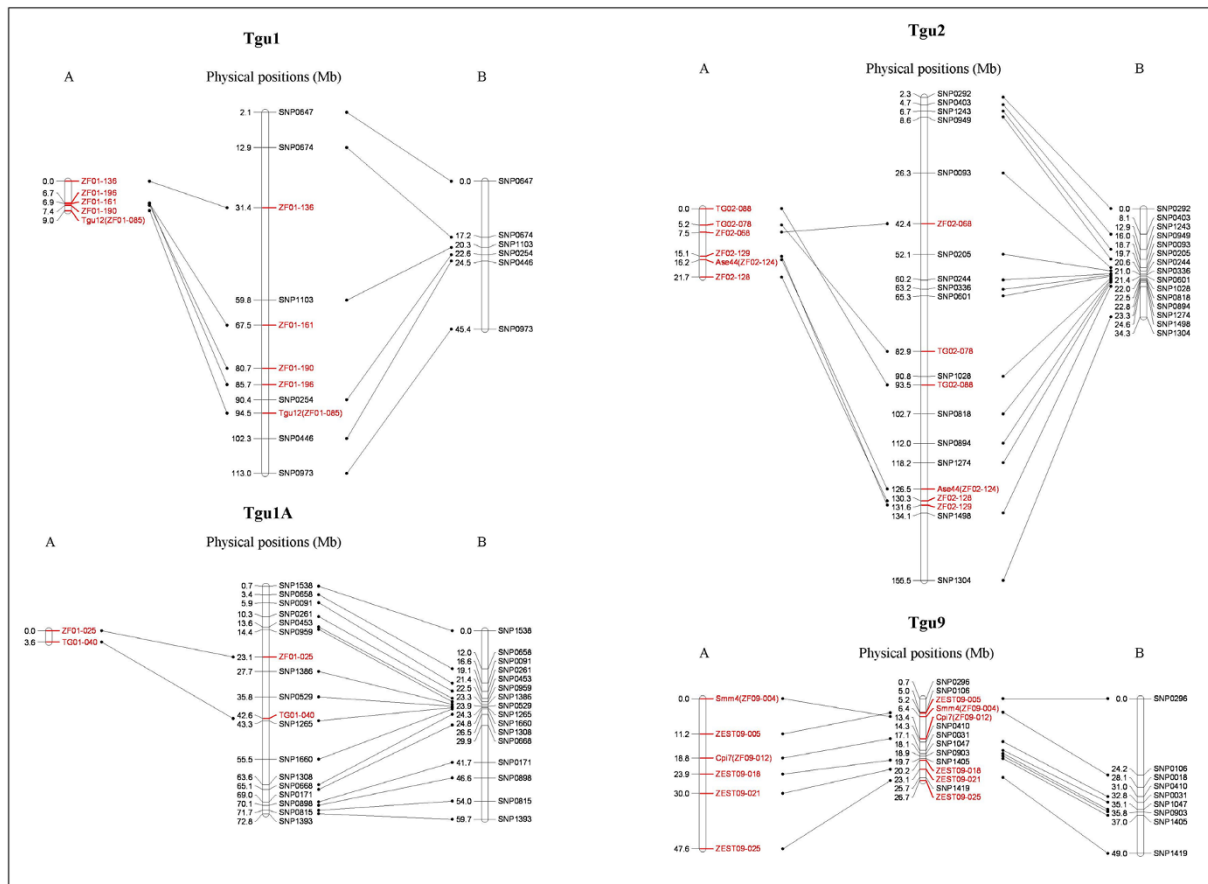 Tgu1
A
Physical positions (Mb)
B
0.0 ZF01-136
6.7 ZF01-196
6.9 ZF01-161
7.4 ZF01-190
9.0 Tgu12(ZF01-085)
2.1 SNP0647
12.9 SNP0674
31.4 ZF01-136
59.8 SNP1103
67.5 ZF01-161
80.7 ZF01-190
85.7 ZF01-196
90.4 SNP0254
94.5 Tgu12(ZF01-085)
102.3 SNP0446
113.0 SNP0973
0.0 SNP0647
17.2 SNP0674
20.3 SNP1103
22.6 SNP0254
24.5 SNP0446
45.4 SNP0973
Tgu2
A
Physical positions (Mb)
B
0.0 TG02-088
5.2 TG02-078
7.5 ZF02-068
15.1 ZF02-129
16.2 Ase44(ZF02-124)
21.7 ZF02-128
2.3 SNP0292
4.7 SNP0403
6.7 SNP1243
8.6 SNP0949
26.3 SNP0093
42.4 ZF02-068
52.1 SNP0205
60.2 SNP0244
63.2 SNP0336
65.3 SNP0601
82.9 TG02-078
90.8 SNP1028
93.5 TG02-088
102.7 SNP0818
112.0 SNP0894
118.2 SNP1274
126.5 Ase44(ZF02-124)
130.3 ZF02-128
131.6 ZF02-129
134.1 SNP1498
155.5 SNP1304
0.0 SNP0292
8.1 SNP0403
12.9 SNP1243
16.0 SNP0949
18.7 SNP0093
19.7 SNP0205
20.6 SNP0244
21.0 SNP0336
21.4 SNP0601
22.0 SNP1028
22.5 SNP0818
22.8 SNP0894
23.3 SNP1274
24.6 SNP1498
34.3 SNP1304
Tgu1A
A
Physical positions (Mb)
B
0.0 ZF01-025
3.6 TG01-040
0.7 SNP1538
3.4 SNP0658
5.9 SNP0091
10.3 SNP0261
13.6 SNP0453
14.4 SNP0959
23.1 ZF01-025
27.7 SNP1386
35.8 SNP0529
42.6 TG01-040
43.3 SNP1265
55.5 SNP1660
63.6 SNP1308
65.1 SNP0668
69.0 SNP0171
70.1 SNP0898
71.7 SNP0815
72.8 SNP1393
0.0 SNP1538
12.0 SNP0658
16.6 SNP0091
19.1 SNP0261
21.4 SNP0453
22.5 SNP0959
23.3 SNP1386
23.9 SNP0529
24.3 SNP1265
24.8 SNP1660
26.5 SNP1308
29.9 SNP0668
41.7 SNP0171
46.6 SNP0898
54.0 SNP0815
59.7 SNP1393
Tgu9
A
Physical positions (Mb)
B
0.0 Smm4(ZF09-004)
11.2 ZEST09-005
18.8 Cpi7(ZF09-012)
23.9 ZEST09-018
30.0 ZEST09-021
47.6 ZEST09-025
0.7 SNP0296
5.0 SNP0106
5.2 ZEST09-005
6.4 Smm4(ZF09-004)
13.4 Cpi7(ZF09-012)
14.3 SNP0410
17.1 SNP0031
18.1 SNP1047
18.9 SNP0903
19.7 SNP1405
20.2 ZEST09-018
23.1 ZEST09-021
25.7 SNP1419
26.7 ZEST09-025
0.0 SNP0296
24.2 SNP0106
28.1 SNP0018
31.0 SNP0410
32.8 SNP0031
35.1 SNP1047
35.8 SNP0903
37.0 SNP1405
49.0 SNP1419